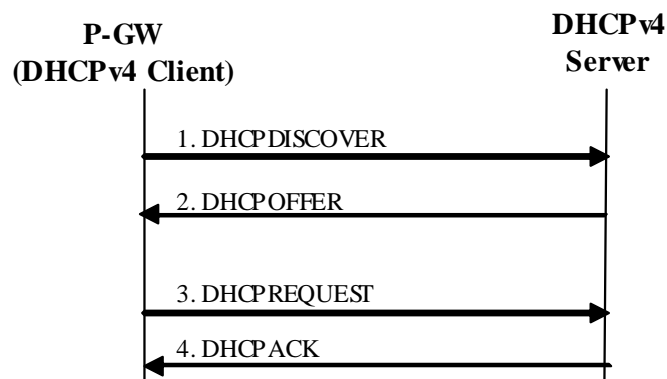 P-GW
(DHCPv4 Client)
DHCPv4
Server
1. DHCPDISCOVER
2. DHCPOFFER
3. DHCPREQUEST
4. DHCPACK